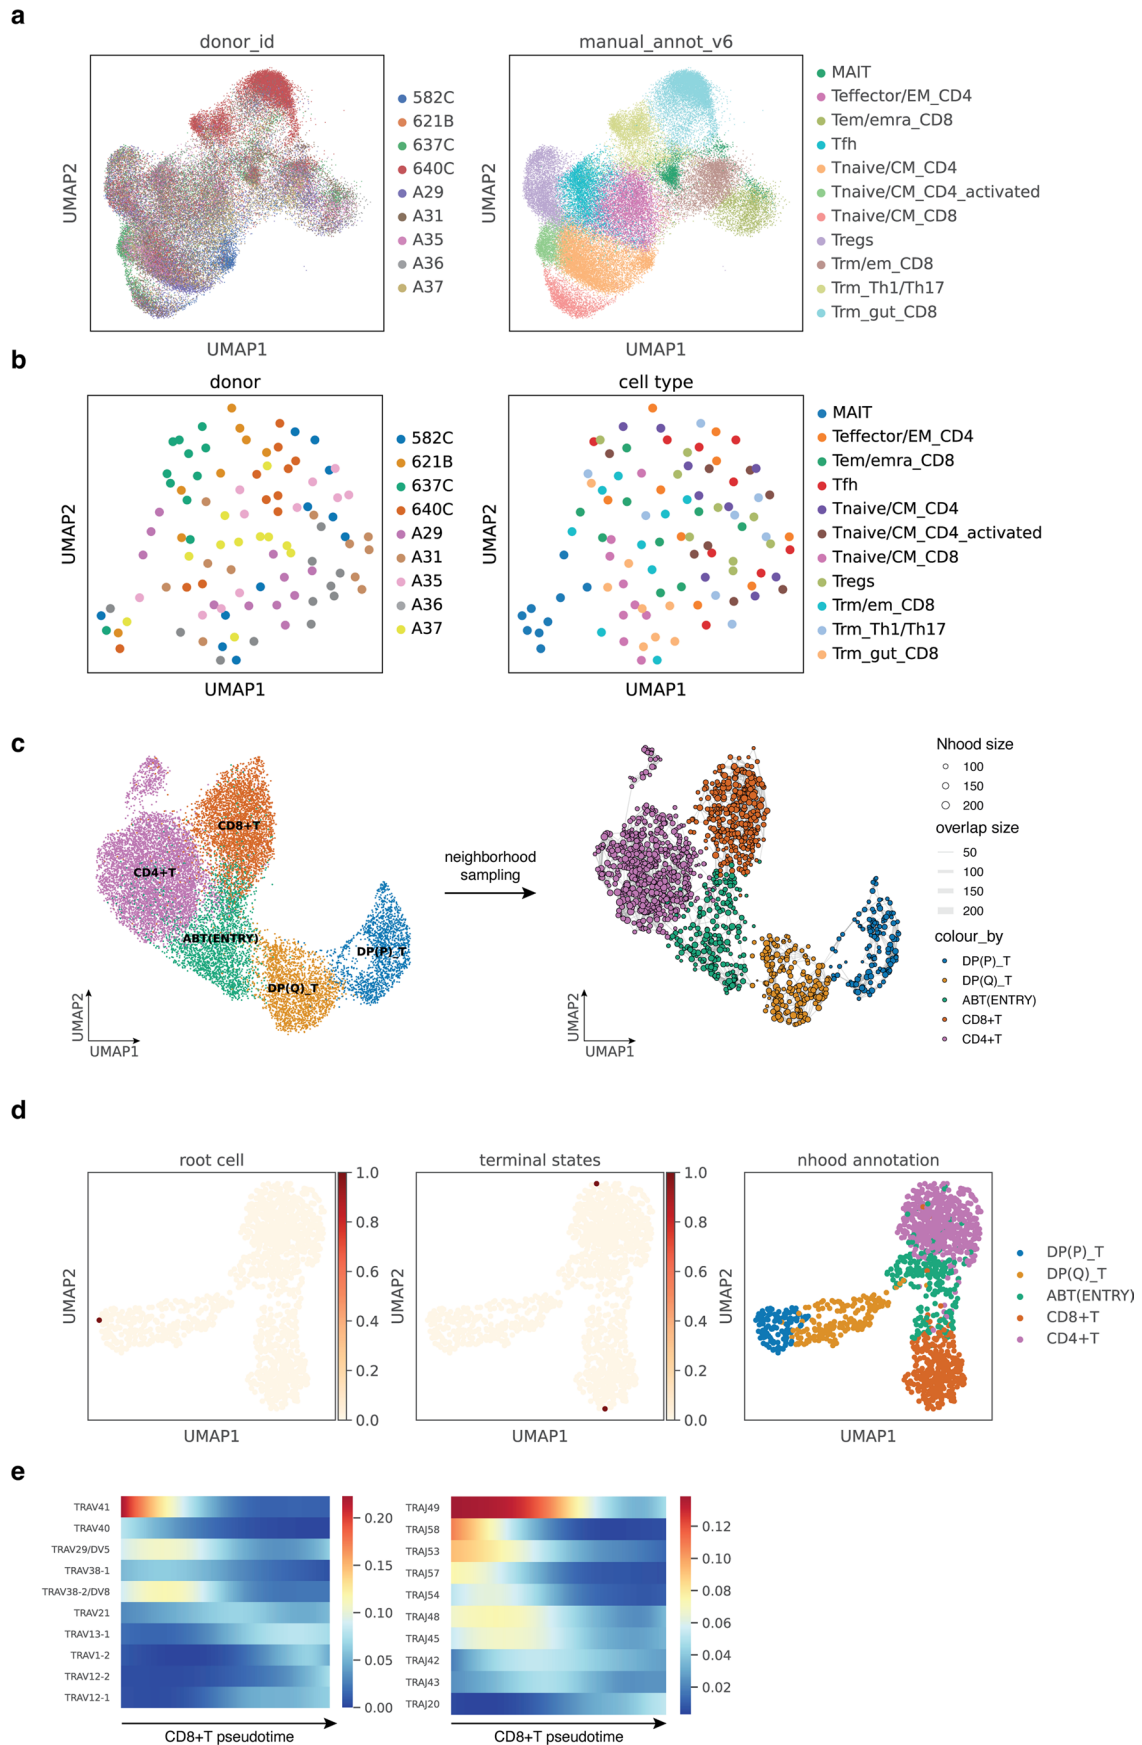 a
donor_id
UMAP2
UMAP1
582C
621B
637C
640C
A29
A31
A35
A36
A37
manual_annot_v6
UMAP2
UMAP1
MAIT
Teffector/EM_CD4
Tem/emra_CD8
Tfh
Tnaive/CM_CD4
Tnaive/CM_CD4_activated
Tnaive/CM_CD8
Tregs
Trm/em_CD8
Trm_Th1/Th17
Trm_gut_CD8
b
donor
UMAP2
UMAP1
582C
621B
637C
640C
A29
A31
A35
A36
A37
cell type
UMAP2
UMAP1
MAIT
Teffector/EM_CD4
Tem/emra_CD8
Tfh
Tnaive/CM_CD4
Tnaive/CM_CD4_activated
Tnaive/CM_CD8
Tregs
Trm/em_CD8
Trm_Th1/Th17
Trm_gut_CD8
c
CD8+T
CD4+T
ABT(ENTRY)
DP(P)_T
DP(Q)_T
UMAP2
UMAP1
neighborhood
sampling
UMAP2
UMAP1
Nhood size
100
150
200
overlap size
50
100
150
200
colour_by
DP(P)_T
DP(Q)_T
ABT(ENTRY)
CD8+T
CD4+T
d
root cell
UMAP2
UMAP1
1.0
0.8
0.6
0.4
0.2
0.0
terminal states
UMAP2
UMAP1
1.0
0.8
0.6
0.4
0.2
0.0
nhood annotation
UMAP2
UMAP1
DP(P)_T
DP(Q)_T
ABT(ENTRY)
CD8+T
CD4+T
e
TRAV41
TRAV40
TRAV29/DV5
TRAV38-1
TRAV38-2/DV8
TRAV21
TRAV13-1
TRAV1-2
TRAV12-2
TRAV12-1
0.20
0.15
0.10
0.05
0.00
CD8+T pseudotime
TRAJ49
TRAJ58
TRAJ53
TRAJ57
TRAJ54
TRAJ48
TRAJ45
TRAJ42
TRAJ43
TRAJ20
0.12
0.10
0.08
0.06
0.04
0.02
CD8+T pseudotime